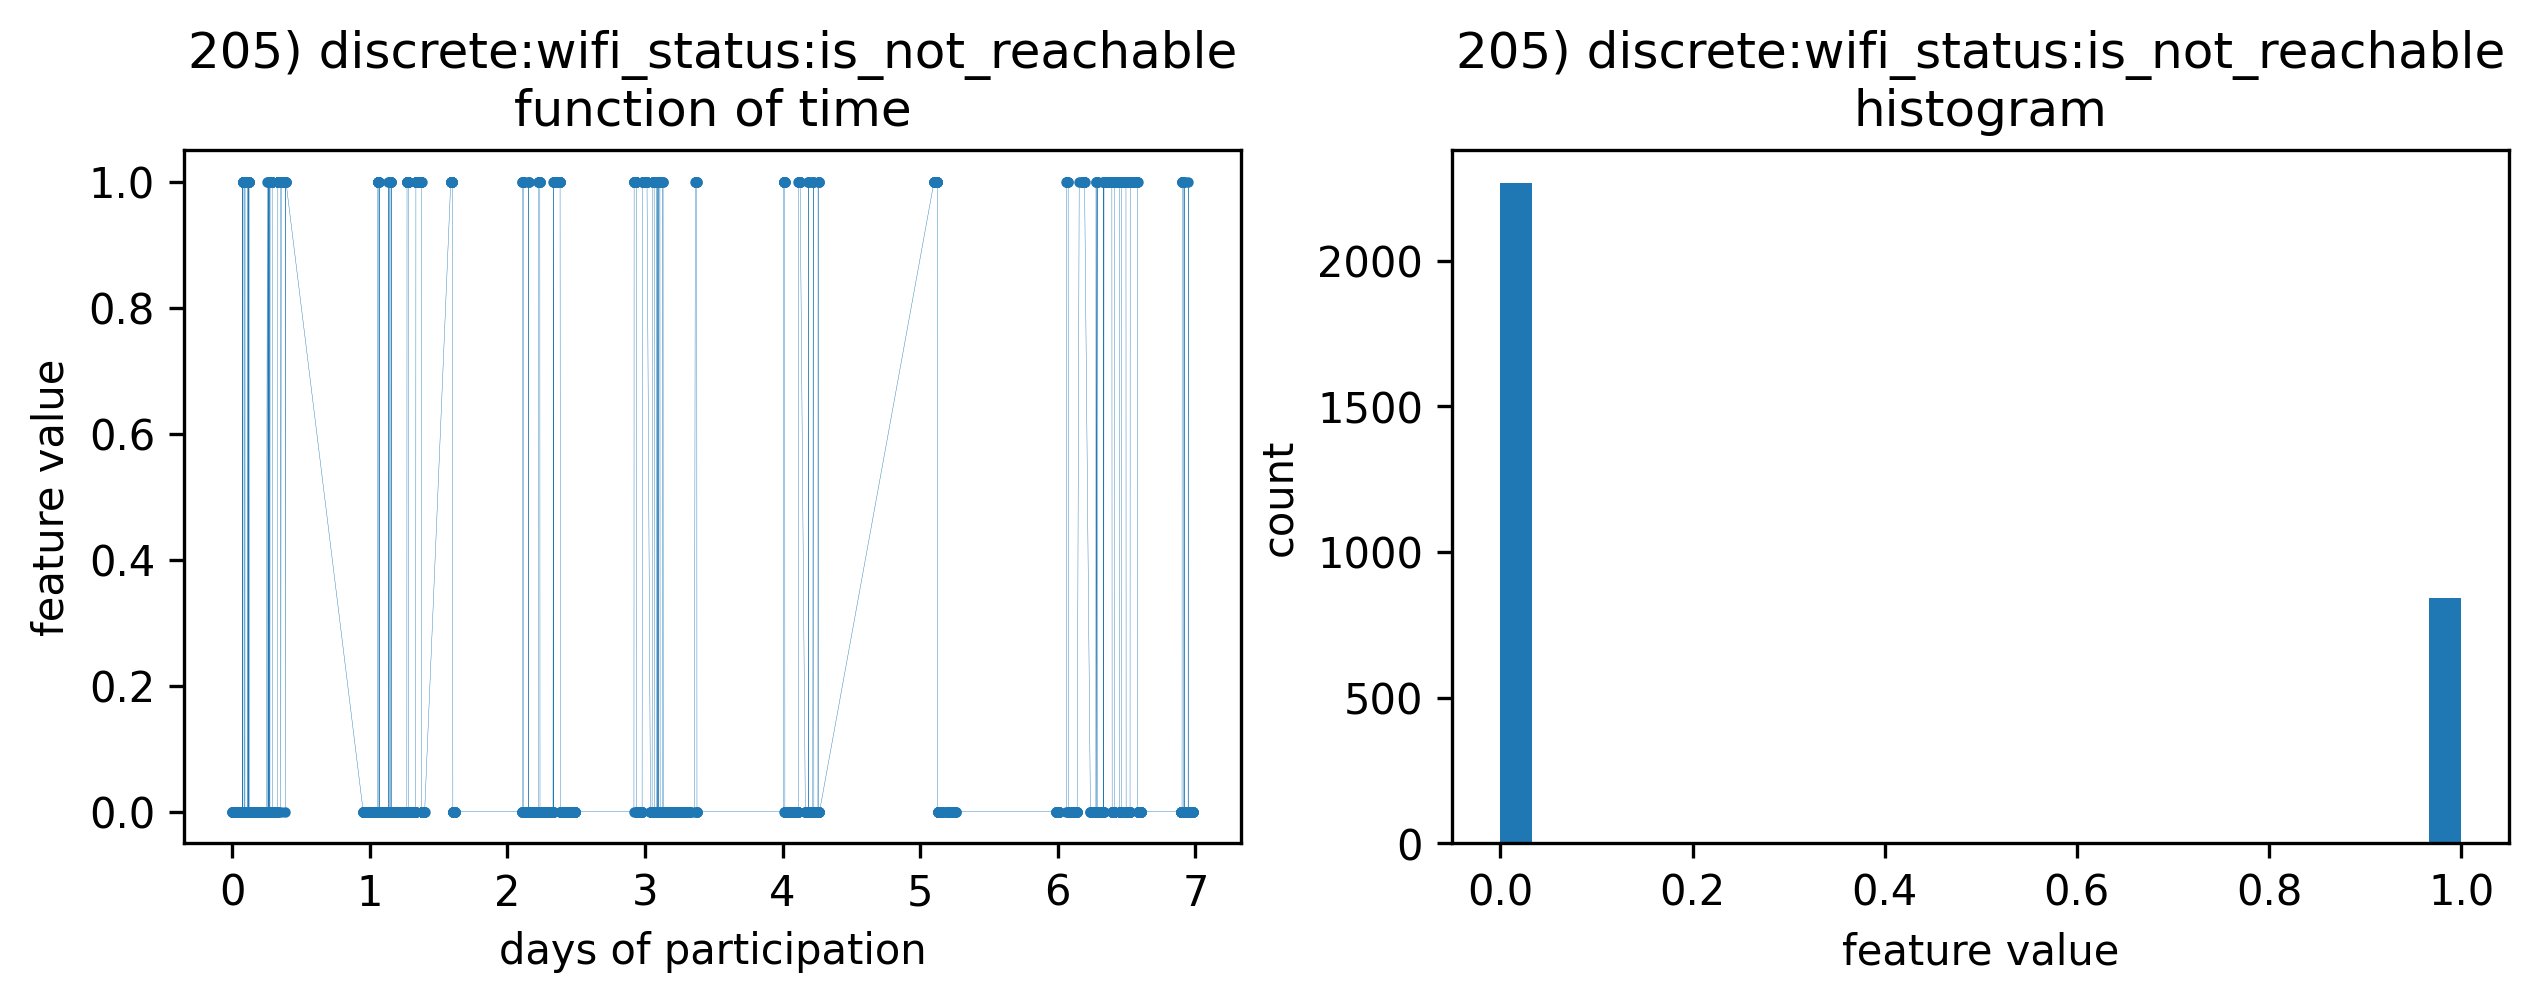 205) discrete:wifi_status:is_not_reachable
function of time
1.0
0.8
0.6
0.4
0.2
0.0
feature value
0 1 2 3 4 5 6 7
days of participation
205) discrete:wifi_status:is_not_reachable
histogram
2000
1500
1000
500
0
count
0.0 0.2 0.4 0.6 0.8 1.0
feature value